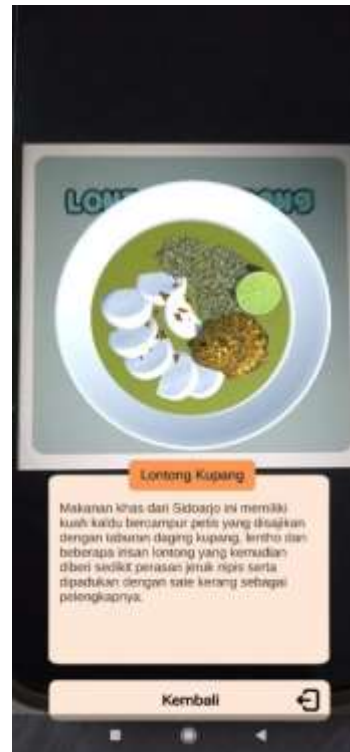 LON ONG
Lontong Kupang
Makanan khas dari Sidoarjo ini memiliki
kuah kaldu bercampur petis yang disajikan
dengan taburan daging kupang, lentho dan
beberapa irisan lontong yang kemudian
diberi sedikit perasan jeruk nipis serta
dipadukan dengan sate kerang sebagai
pelengkapnya.
Kembali